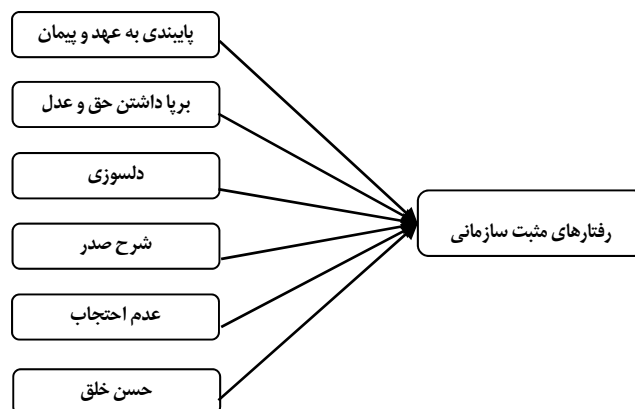 پایبندی به عهد و پیمان
برپا داشتن حق و عدل
دلسوزی
رفتارهای مثبت سازمانی
شرح صدر
عدم احتجاب
حسن خلق